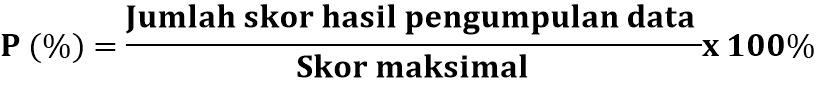 Jumlah skor hasil pengumpulan data
P (%) = x 100%
Skor maksimal